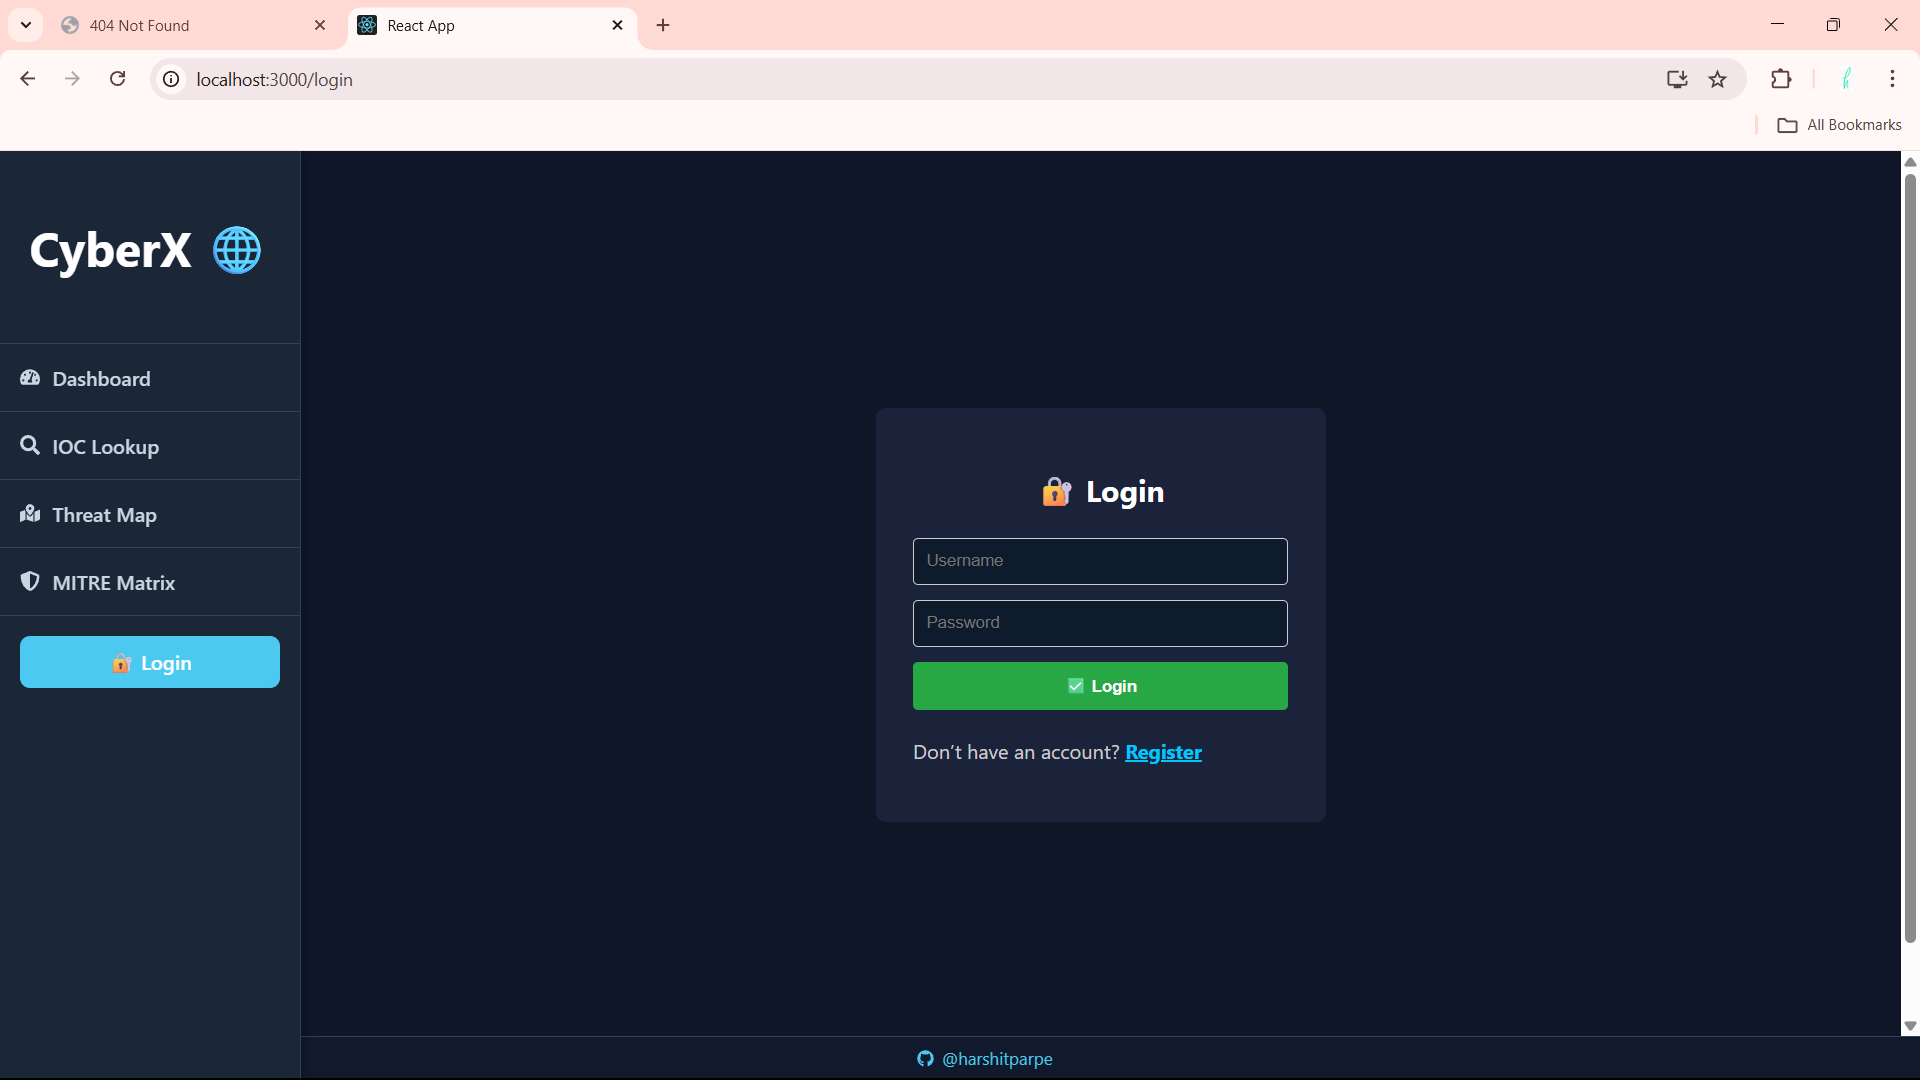 404 Not Found
React App
localhost:3000/login
All Bookmarks
CyberX
Dashboard
IOC Lookup
Threat Map
MITRE Matrix
Login
Login
Username
Password
Login
Don’t have an account? Register
@harshitparpe